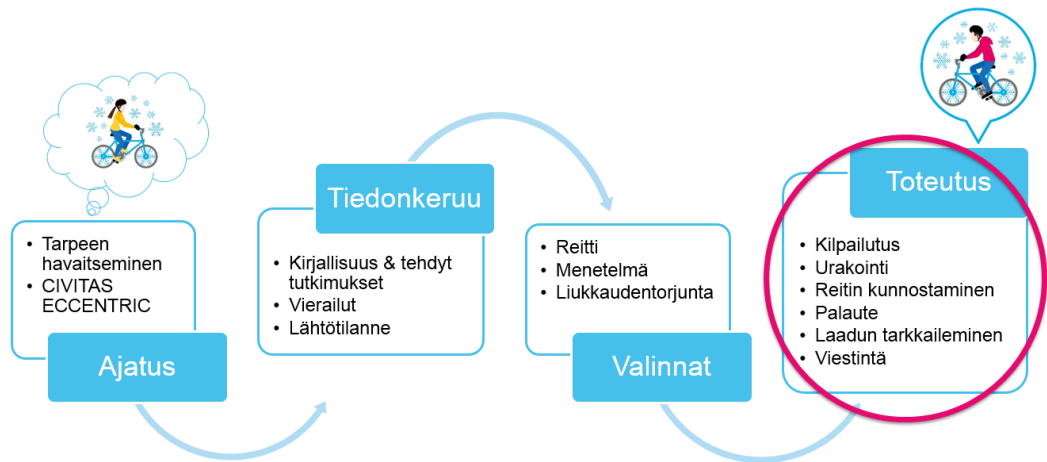 Ajatus
• Tarpeen
havaitseminen
• CIVITAS
ECCENTRIC
Tiedonkeruu
• Kirjallisuus & tehdyt
tutkimukset
• Vierailut
• Lähtötilanne
Valinnat
• Reitti
• Menetelmä
• Liukkaudentorjunta
Toteutus
• Kilpailutus
• Urakointi
• Reitin kunnostaminen
• Palaute
• Laadun tarkkaileminen
• Viestintä